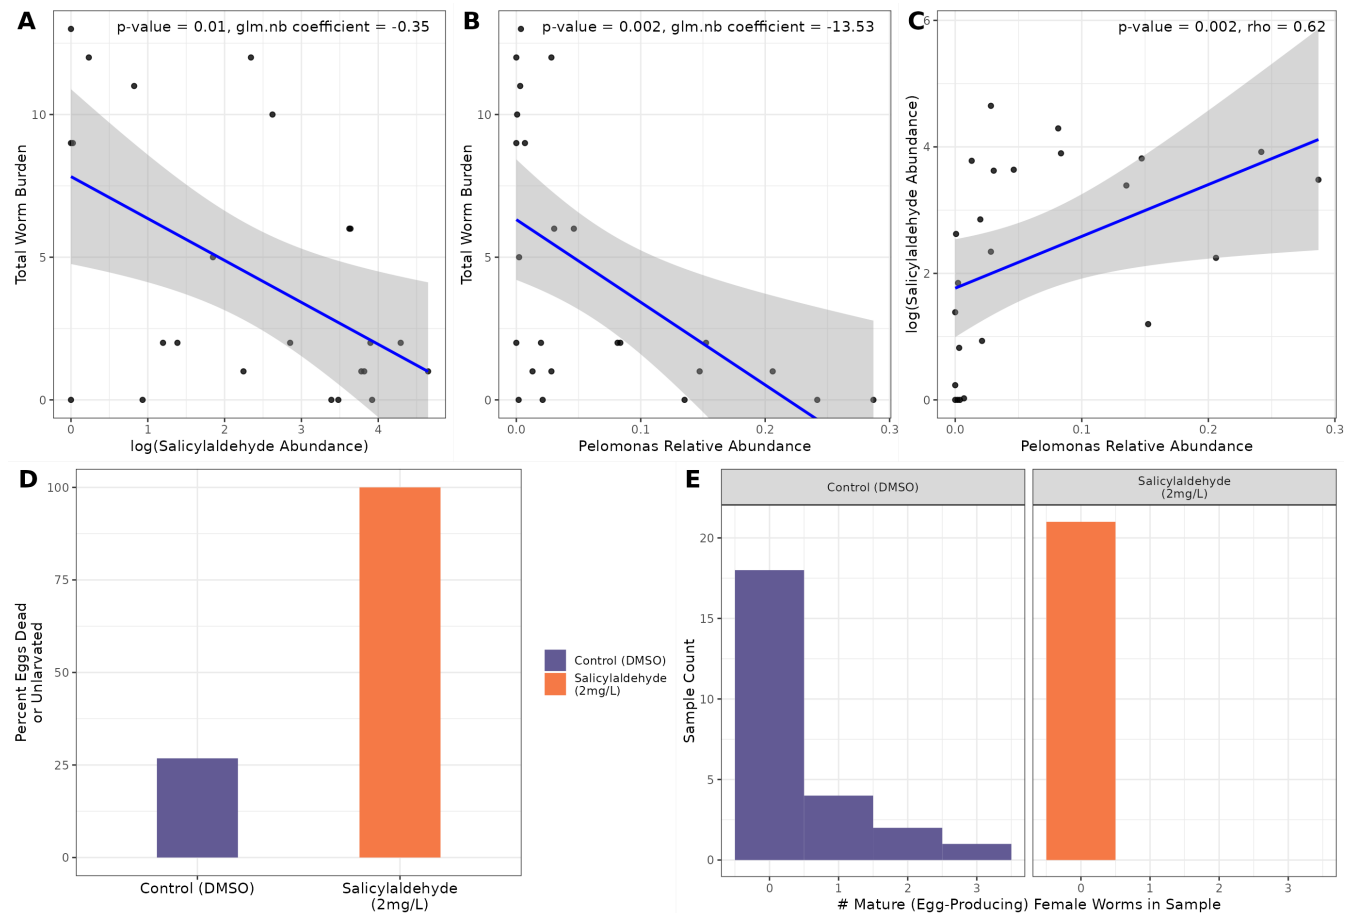 A
p-value = 0.01, glm.nb coefficient = -0.35
10
5
0
Total Worm Burden
0
1
2
3
4
log(Salicylaldehyde Abundance)
B
p-value = 0.002, glm.nb coefficient = -13.53
10
5
0
Total Worm Burden
0.0
0.1
0.2
0.3
Pelomonas Relative Abundance
C
p-value = 0.002, rho = 0.62
6
4
2
0
log(Salicylaldehyde Abundance)
0.0
0.1
0.2
0.3
Pelomonas Relative Abundance
D
100
75
50
25
0
Percent Eggs Dead
or Unlarvated
Control (DMSO)
Salicylaldehyde
(2mg/L)
Control (DMSO)
Salicylaldehyde
(2mg/L)
E
Control (DMSO)
Salicylaldehyde
(2mg/L)
20
15
10
5
0
Sample Count
0
1
2
3
0
1
2
3
# Mature (Egg-Producing) Female Worms in Sample